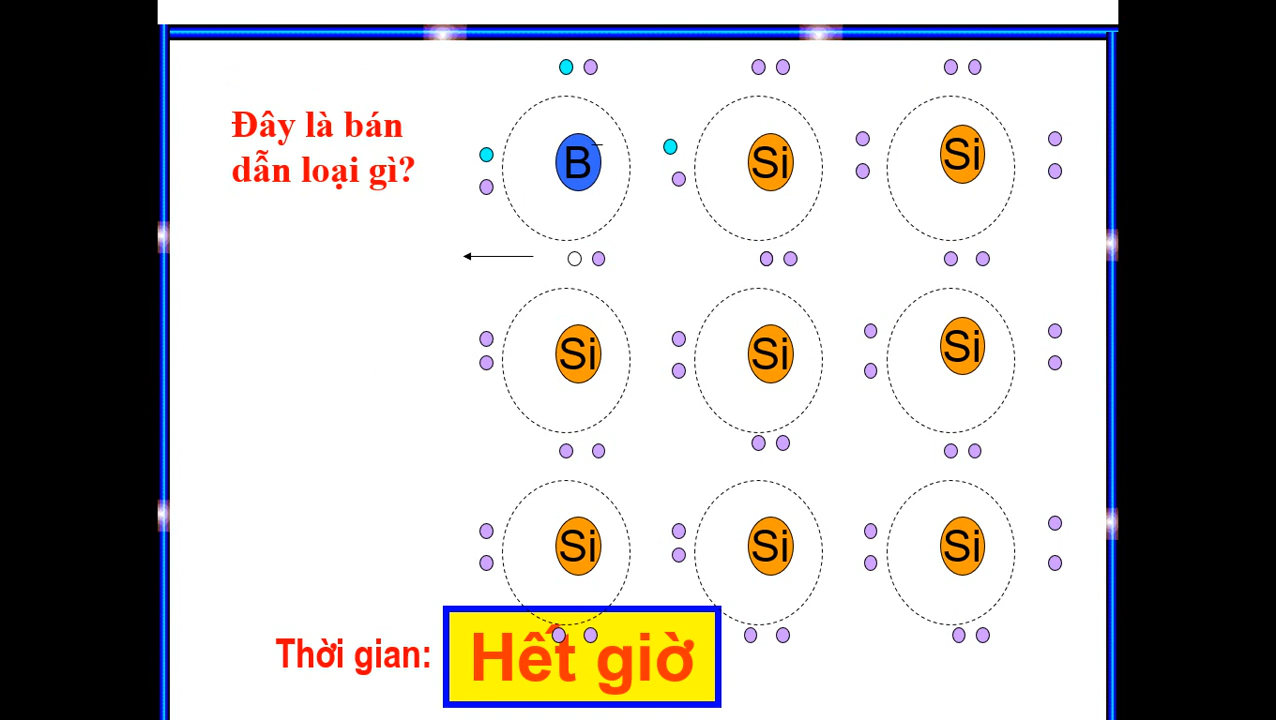 Đây là bán
dẫn loại gì?
B⁻
Si
Si
Si
Si
Si
Si
Si
Si
Thời gian:
Hết giờ